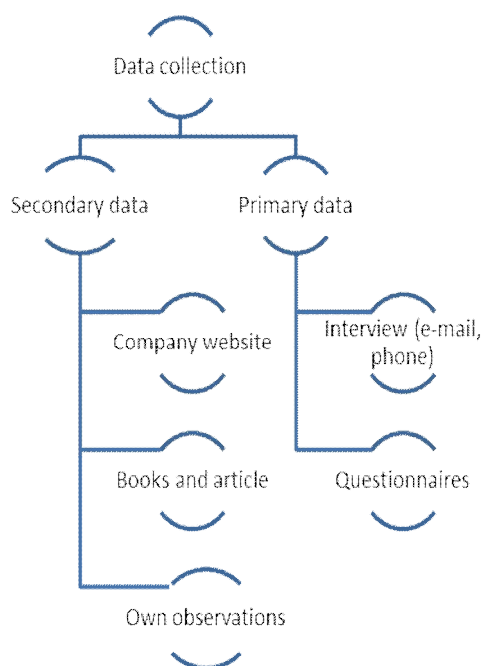 Data collection
Secondary data
Primary data
Company website
Interview (e-mail,
phone)
Books and article
Questionnaires
Own observations